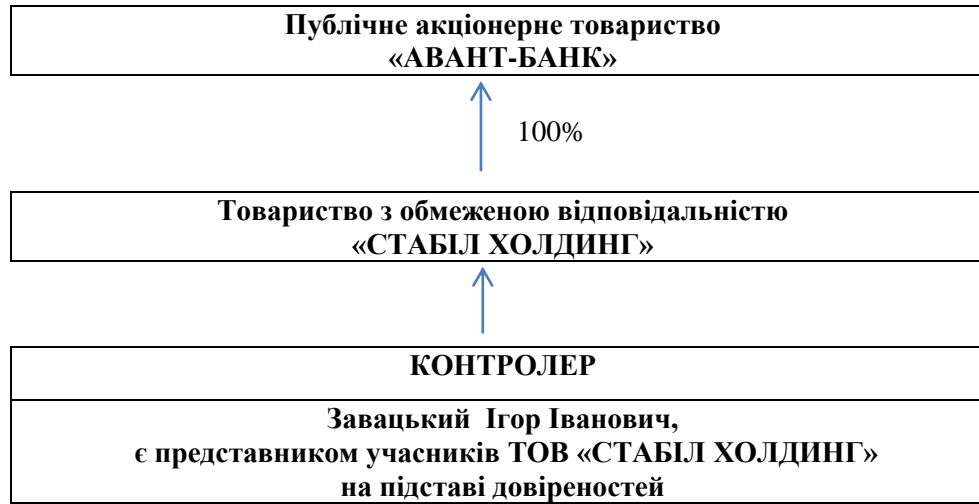 Публічне акціонерне товариство
«АВАНТ-БАНК»
100%
Товариство з обмеженою відповідальністю
«СТАБІЛ ХОЛДИНГ»
КОНТРОЛЕР
Завацький Ігор Іванович,
є представником учасників ТОВ «СТАБІЛ ХОЛДИНГ»
на підставі довіреностей